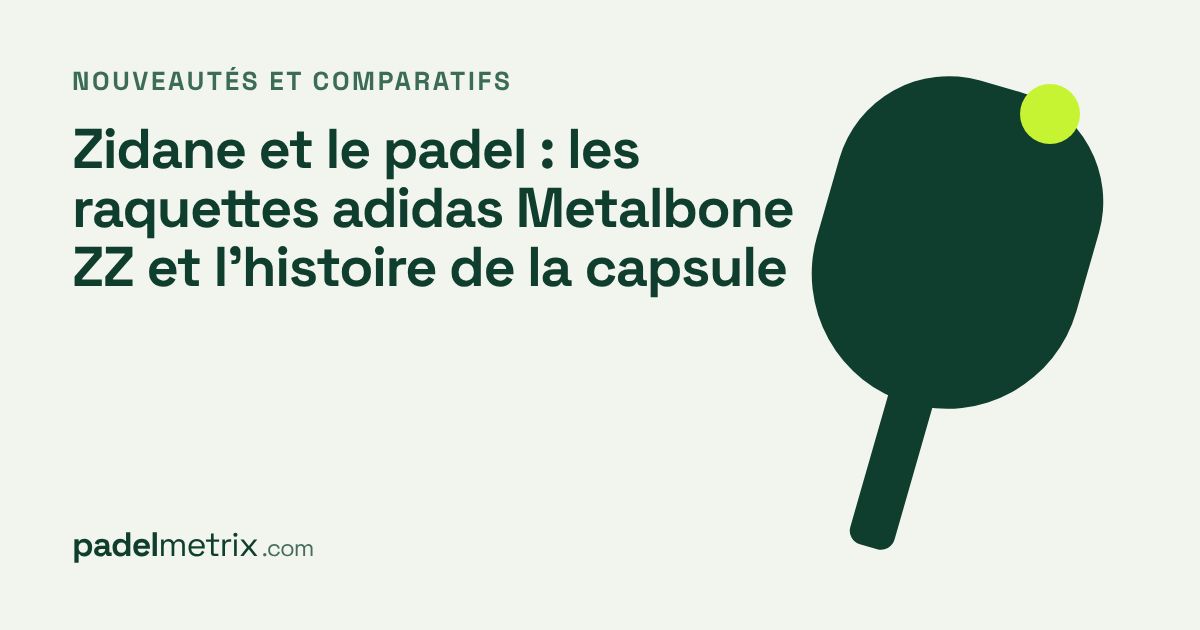 NOUVEAUTÉS ET COMPARATIFS
Zidane et le padel : les
raquettes adidas Metalbone
ZZ et l’histoire de la capsule
padelmetrix.com